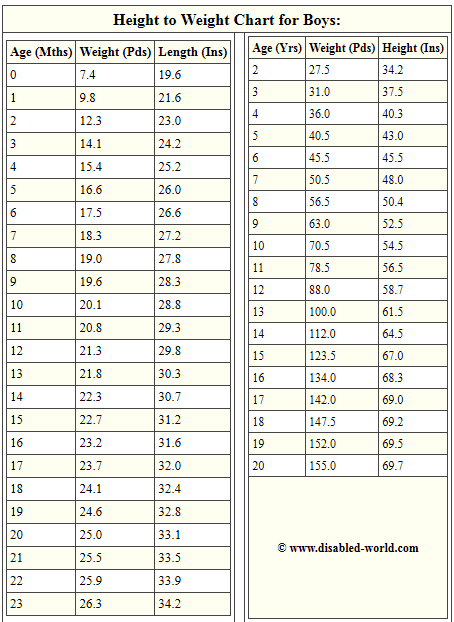 Height to Weight Chart for Boys:
Age (Mths) Weight (Pds) Length (Ins)
0 7.4 19.6
1 9.8 21.6
2 12.3 23.0
3 14.1 24.2
4 15.4 25.2
5 16.6 26.0
6 17.5 26.6
7 18.3 27.2
8 19.0 27.8
9 19.6 28.3
10 20.1 28.8
11 20.8 29.3
12 21.3 29.8
13 21.8 30.3
14 22.3 30.7
15 22.7 31.2
16 23.2 31.6
17 23.7 32.0
18 24.1 32.4
19 24.6 32.8
20 25.0 33.1
21 25.5 33.5
22 25.9 33.9
23 26.3 34.2
Age (Yrs) Weight (Pds) Height (Ins)
2 27.5 34.2
3 31.0 37.5
4 36.0 40.3
5 40.5 43.0
6 45.5 45.5
7 50.5 48.0
8 56.5 50.4
9 63.0 52.5
10 70.5 54.5
11 78.5 56.5
12 88.0 58.7
13 100.0 61.5
14 112.0 64.5
15 123.5 67.0
16 134.0 68.3
17 142.0 69.0
18 147.5 69.2
19 152.0 69.5
20 155.0 69.7
© www.disabled-world.com